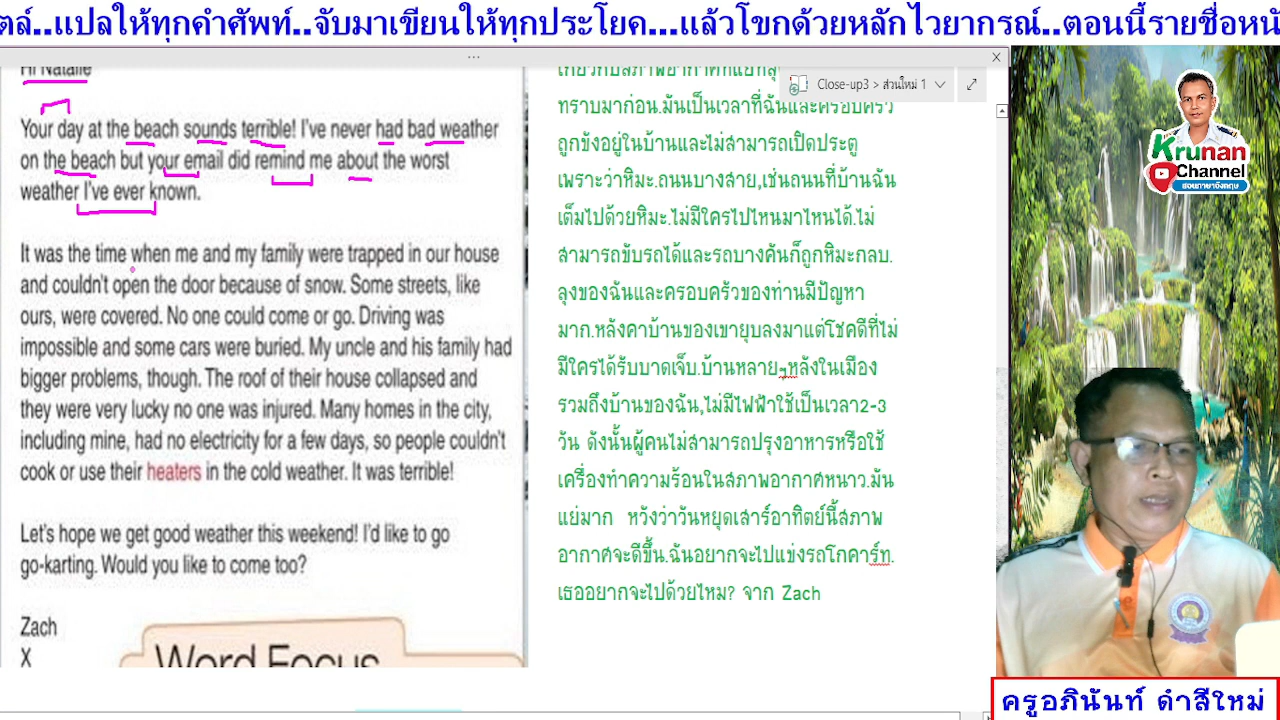 ตล์..แปลให้ทุกคำศัพท์..จับมาเขียนให้ทุกประโยค...แล้วโขกด้วยหลักไวยากรณ์..ตอนนี้รายชื่อหนั
Hi Natalie
Your day at the beach sounds terrible! I've never had bad weather
on the beach but your email did remind me about the worst
weather I've ever known.
It was the time when me and my family were trapped in our house
and couldn't open the door because of snow. Some streets, like
ours, were covered. No one could come or go. Driving was
impossible and some cars were buried. My uncle and his family had
bigger problems, though. The roof of their house collapsed and
they were very lucky no one was injured. Many homes in the city,
including mine, had no electricity for a few days, so people couldn't
cook or use their heaters in the cold weather. It was terrible!
Let's hope we get good weather this weekend! I'd like to go
go-karting. Would you like to come too?
Zach
X
Word Focus
Close-up3 > ส่วนใหม่ 1
ทราบมาก่อน.มันเป็นเวลาที่ฉันและครอบครัว
ถูกขังอยู่ในบ้านและไม่สามารถเปิดประตู
เพราะว่าหิมะ.ถนนบางสาย,เช่นถนนที่บ้านฉัน
เต็มไปด้วยหิมะ.ไม่มีใครไปไหนมาไหนได้.ไม่
สามารถขับรถได้และรถบางคันก็ถูกหิมะกลบ.
ลุงของฉันและครอบครัวของท่านมีปัญหา
มาก.หลังคาบ้านของเขายุบลงมาแต่โชคดีที่ไม่
มีใครได้รับบาดเจ็บ.บ้านหลายๆหลังในเมือง
รวมถึงบ้านของฉัน,ไม่มีไฟฟ้าใช้เป็นเวลา2-3
วัน ดังนั้นผู้คนไม่สามารถปรุงอาหารหรือใช้
เครื่องทำความร้อนในสภาพอากาศหนาว.มัน
แย่มาก หวังว่าวันหยุดเสาร์อาทิตย์นี้สภาพ
อากาศจะดีขึ้น.ฉันอยากจะไปแข่งรถโกคาร์ท.
เธออยากจะไปด้วยไหม? จาก Zach
Krunan
Channel
สอนภาษาอังกฤษ
ครูอภินันท์ ดำสีใหม่